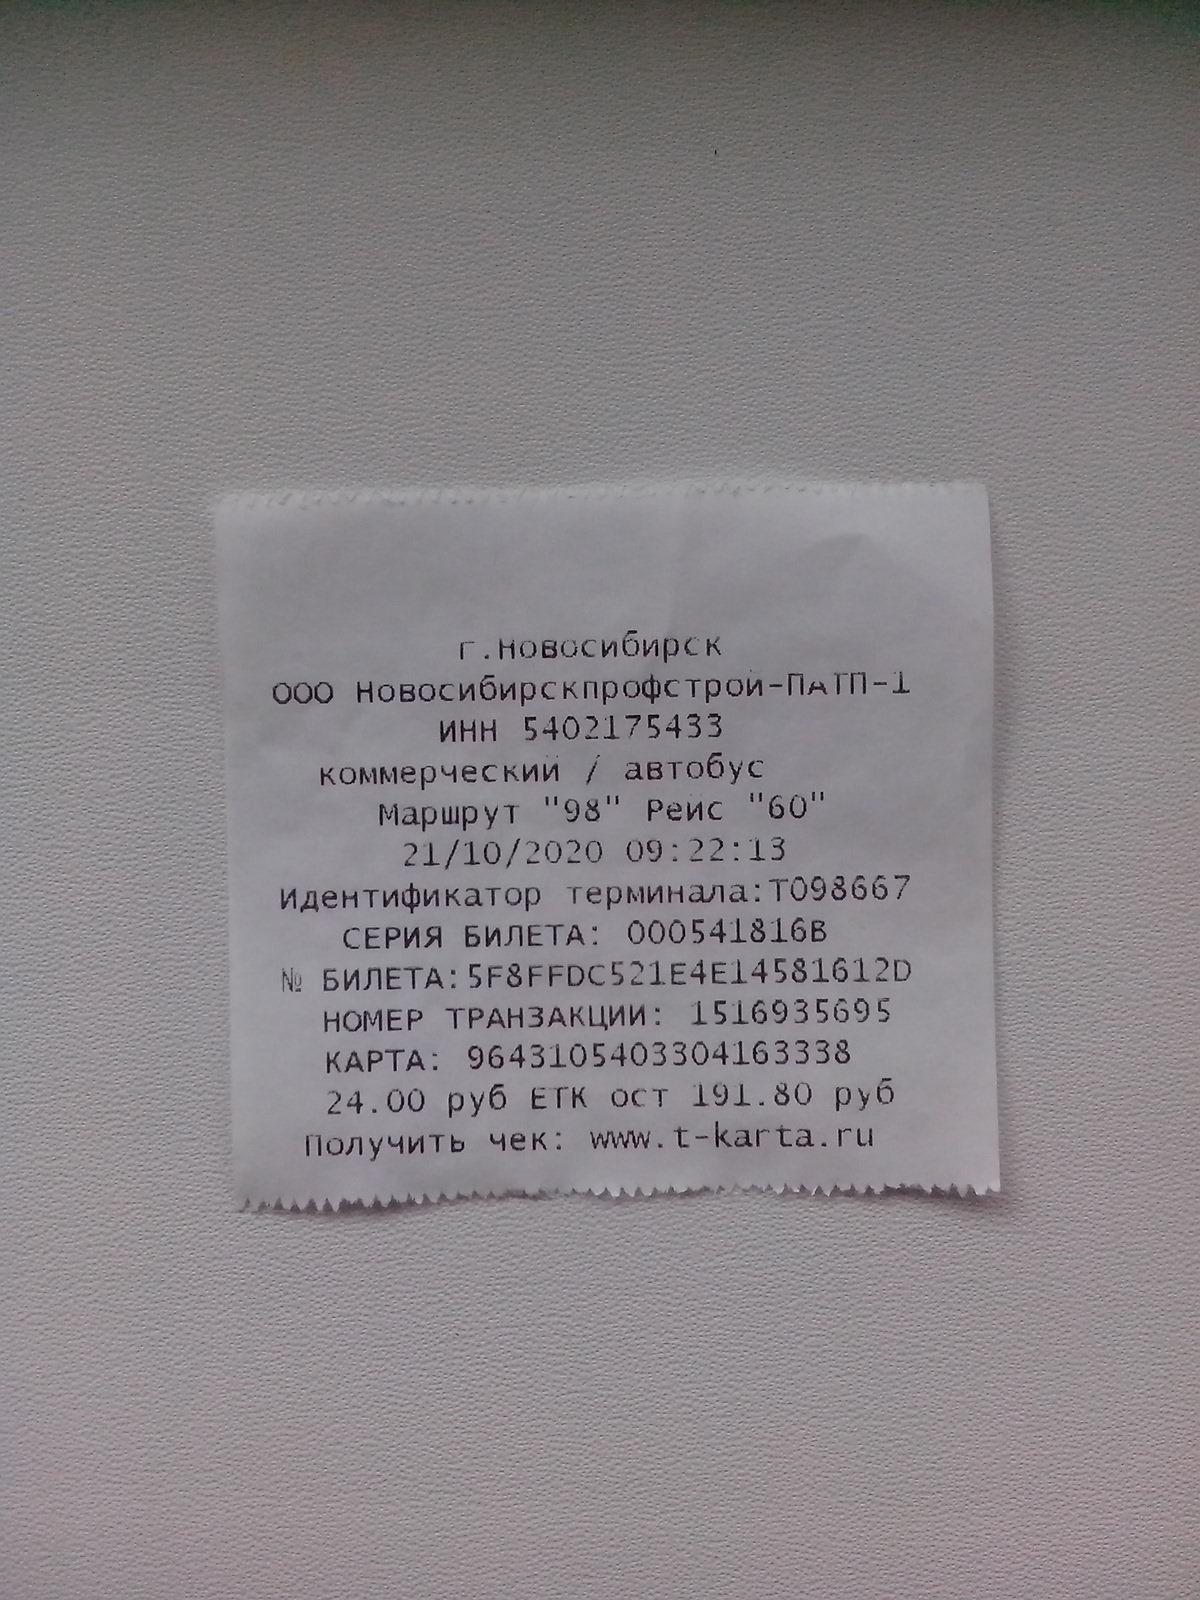 г.Новосибирск
ООО Новосибирскпрофстрой-ПАТП-1
ИНН 5402175433
коммерческий / автобус
Маршрут "98" Рейс "60"
21/10/2020 09:22:13
Идентификатор терминала:T098667
СЕРИЯ БИЛЕТА: 000541816B
№ БИЛЕТА:5F8FFDC521E4E14581612D
НОМЕР ТРАНЗАКЦИИ: 1516935695
КАРТА: 9643105403304163338
24.00 руб ЕТК ост 191.80 руб
Получить чек: www.t-karta.ru